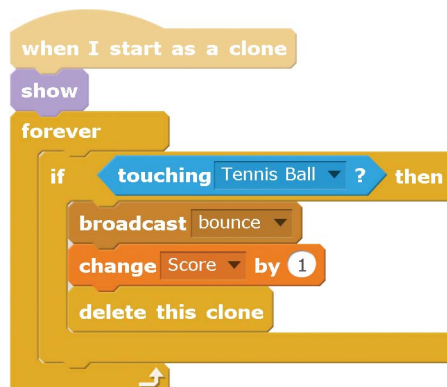 when I start as a clone
show
forever
if touching Tennis Ball ? then
broadcast bounce
change Score by 1
delete this clone